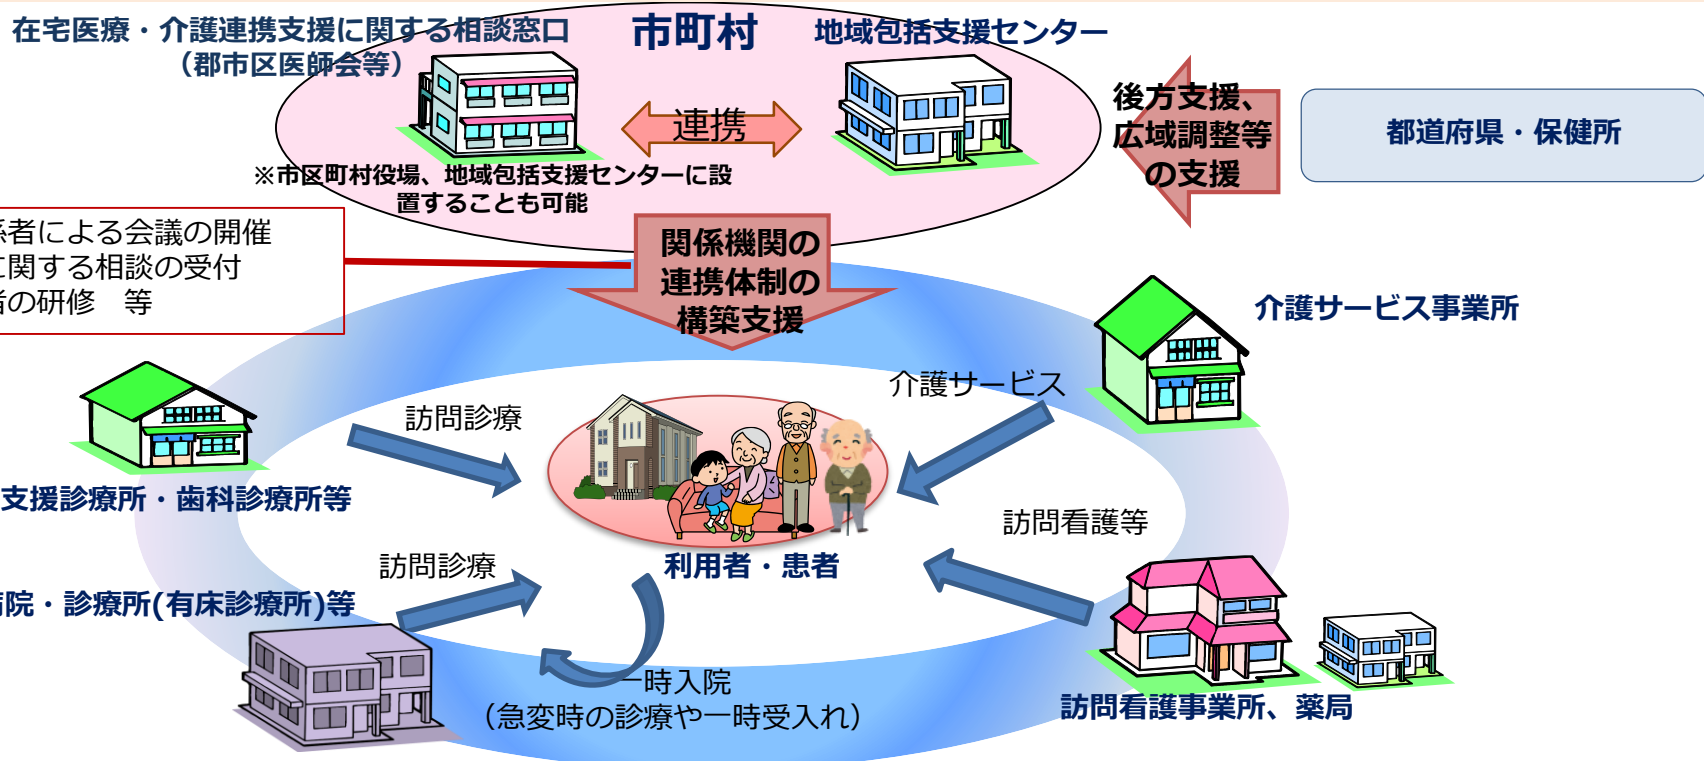 在宅医療・介護連携支援に関する相談窓口
（郡市区医師会等）
市町村
地域包括支援センター
連携
※市区町村役場、地域包括支援センターに設
置することも可能
後方支援、
広域調整等
の支援
都道府県・保健所
係者による会議の開催
に関する相談の受付
者の研修　等
関係機関の
連携体制の
構築支援
介護サービス事業所
訪問診療
介護サービス
支援診療所・歯科診療所等
訪問看護等
利用者・患者
訪問診療
病院・診療所(有床診療所)等
一時入院
（急変時の診療や一時受入れ）
訪問看護事業所、薬局